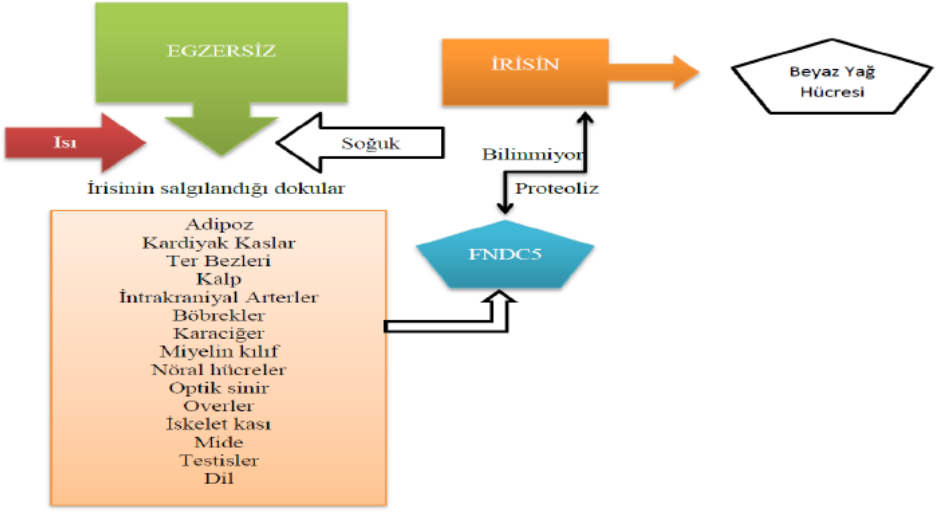 EGZERSİZ
İRİSİN
Beyaz Yağ
Hücresi
Isı
Soğuk
Bilinmiyor
Proteoliz
İrisinin salgılandığı dokular
FNDC5
Adipoz
Kardiyak Kaslar
Ter Bezleri
Kalp
İntrakraniyal Arterler
Böbrekler
Karaciğer
Miyelin kılıf
Nöral hücreler
Optik sinir
Overler
İskelet kası
Mide
Testisler
Dil